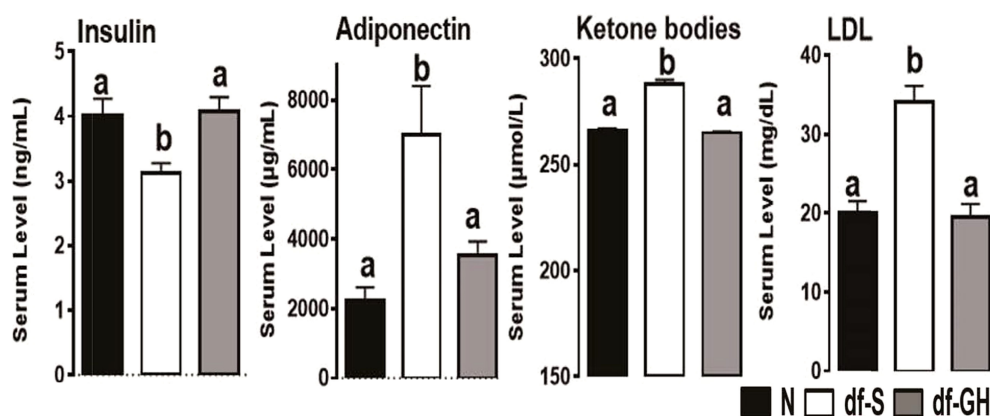 Insulin
Serum Level (ng/mL)
5
4
3
2
1
0
a
b
a
Adiponectin
Serum Level (µg/mL)
8000
6000
4000
2000
0
a
b
a
Ketone bodies
Serum Level (µmol/L)
300
250
200
150
a
b
a
LDL
Serum Level (mg/dL)
40
30
20
10
0
a
b
a
N df-S df-GH